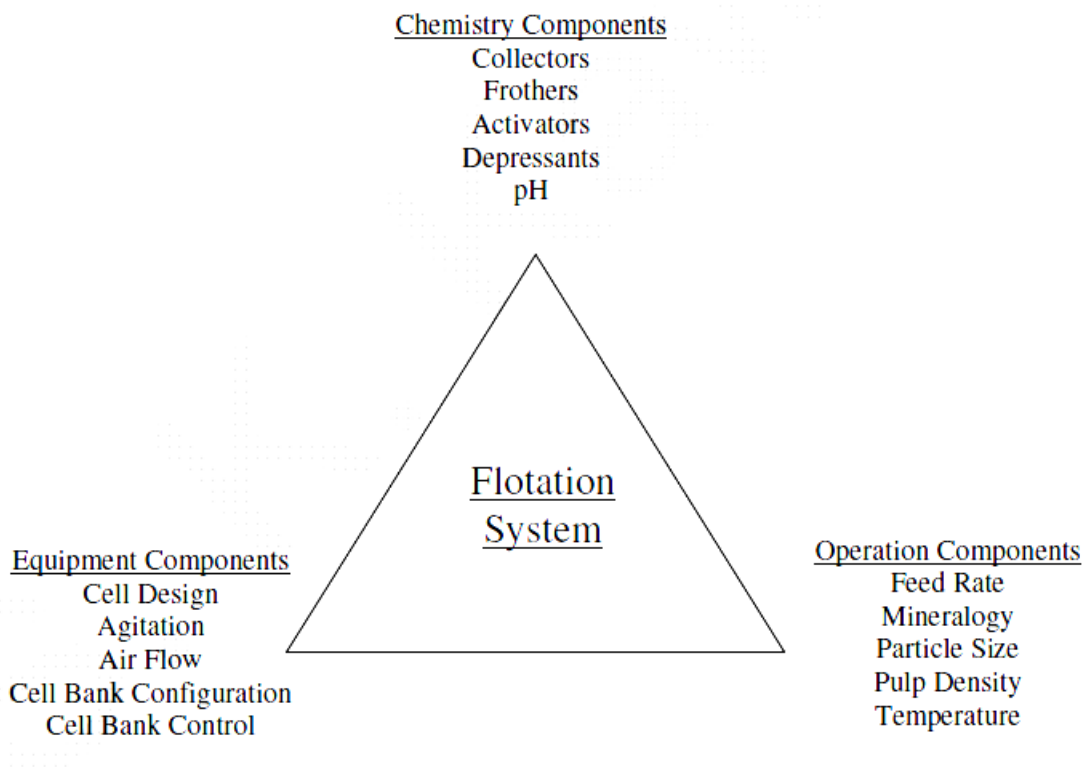 Chemistry Components
Collectors
Frothers
Activators
Depressants
pH
Flotation
System
Equipment Components
Cell Design
Agitation
Air Flow
Cell Bank Configuration
Cell Bank Control
Operation Components
Feed Rate
Mineralogy
Particle Size
Pulp Density
Temperature